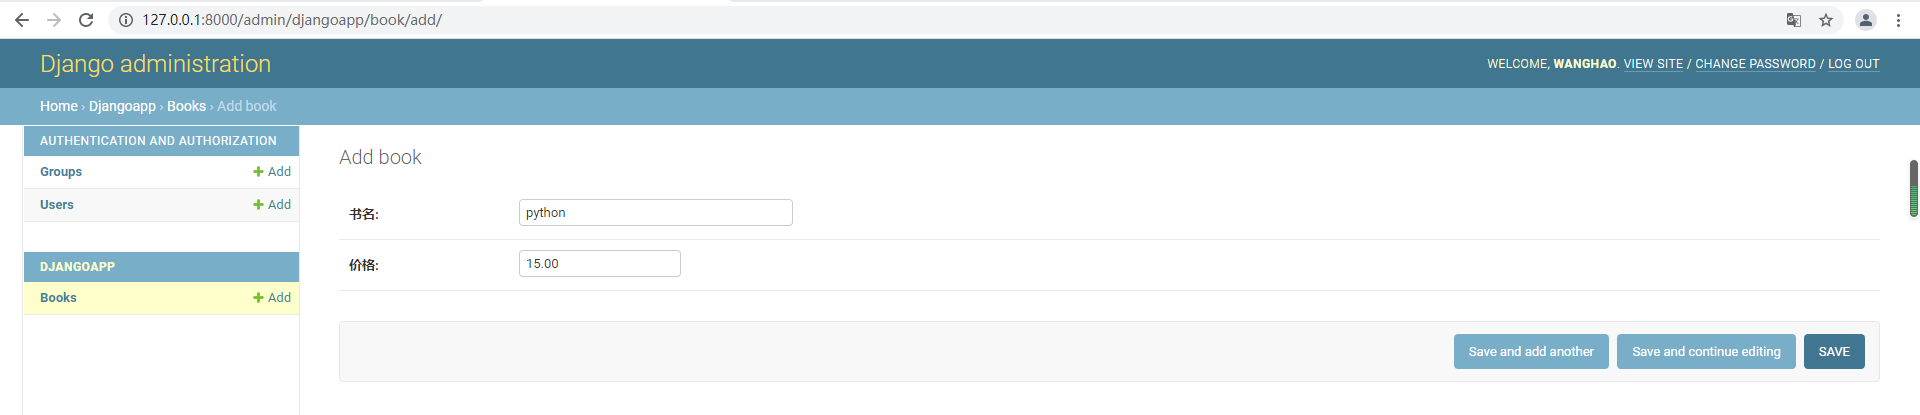 127.0.0.1:8000/admin/djangoapp/book/add/
Django administration
WELCOME, WANGHAO. VIEW SITE / CHANGE PASSWORD / LOG OUT
Home › Djangoapp › Books › Add book
AUTHENTICATION AND AUTHORIZATION
Groups + Add
Users + Add
DJANGOAPP
Books + Add
Add book
书名: python
价格: 15.00
Save and add another Save and continue editing SAVE